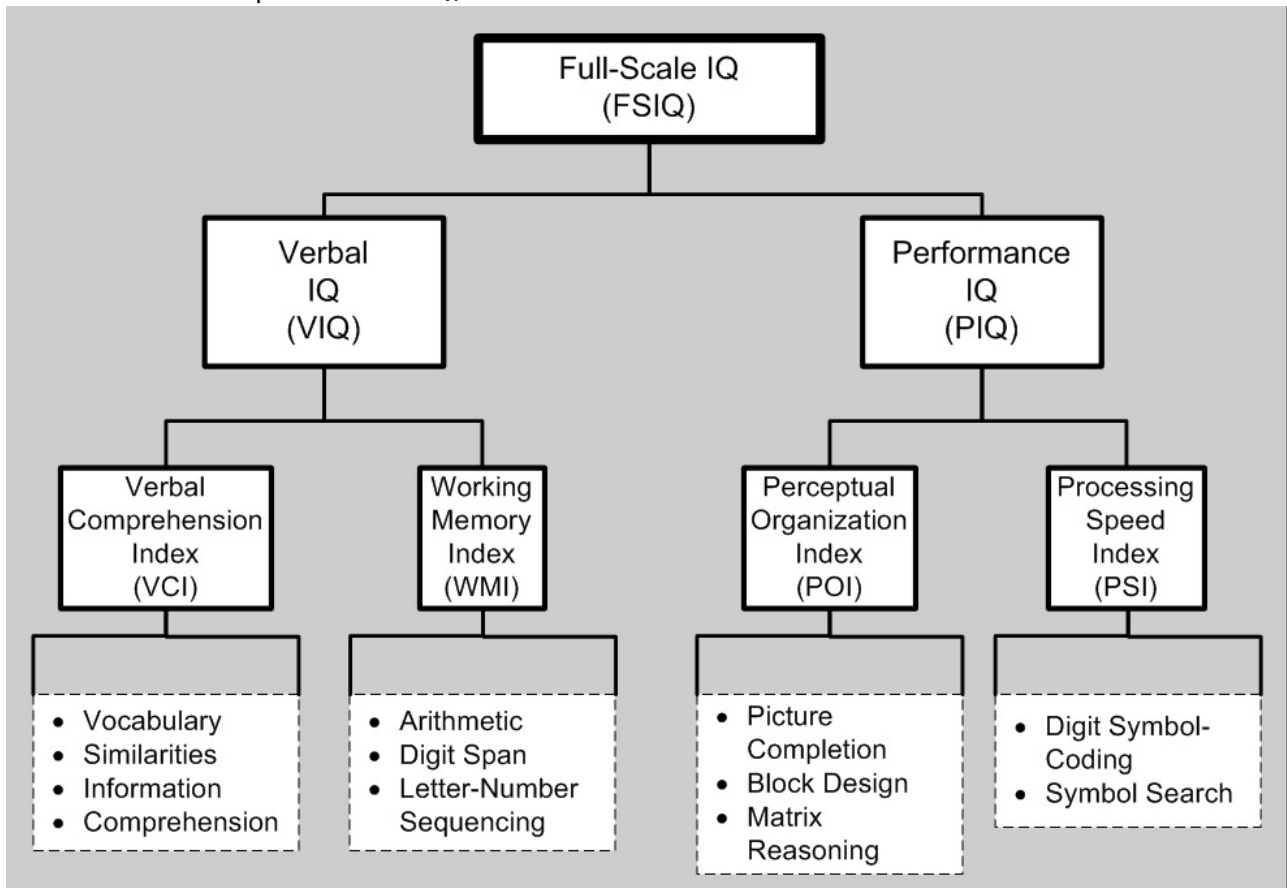 Full-Scale IQ
(FSIQ)
Verbal
IQ
(VIQ)
Performance
IQ
(PIQ)
Verbal
Comprehension
Index
(VCI)
Working
Memory
Index
(WMI)
Perceptual
Organization
Index
(POI)
Processing
Speed
Index
(PSI)
• Vocabulary
• Similarities
• Information
• Comprehension
• Arithmetic
• Digit Span
• Letter-Number
Sequencing
• Picture
Completion
• Block Design
• Matrix
Reasoning
• Digit Symbol-
Coding
• Symbol Search